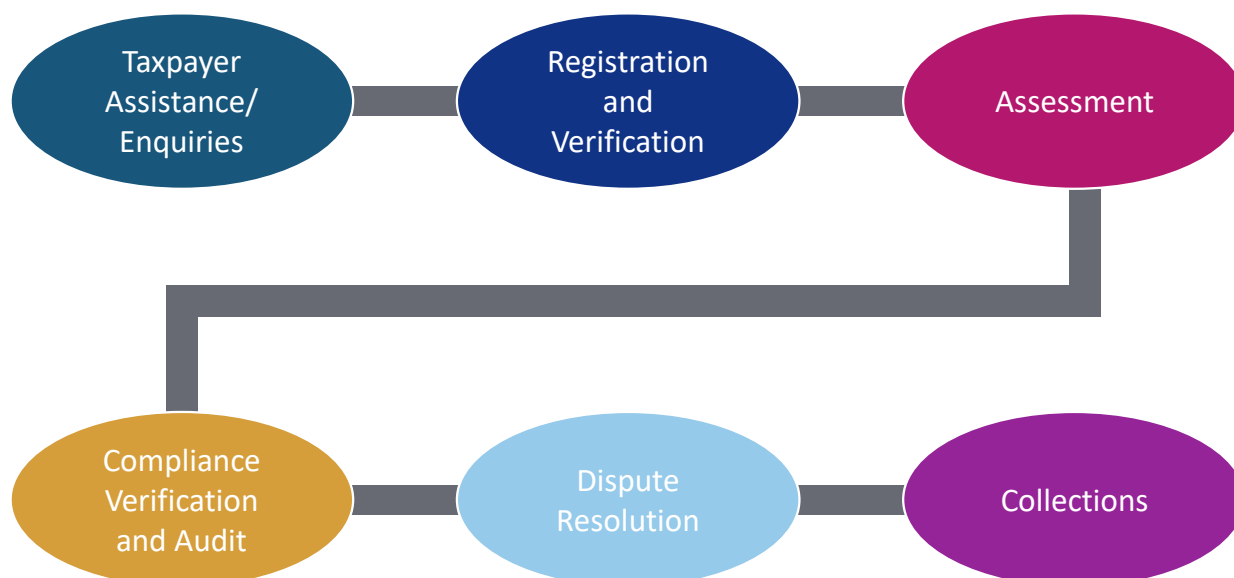 Taxpayer
Assistance/
Enquiries
Registration
and
Verification
Assessment
Compliance
Verification
and Audit
Dispute
Resolution
Collections